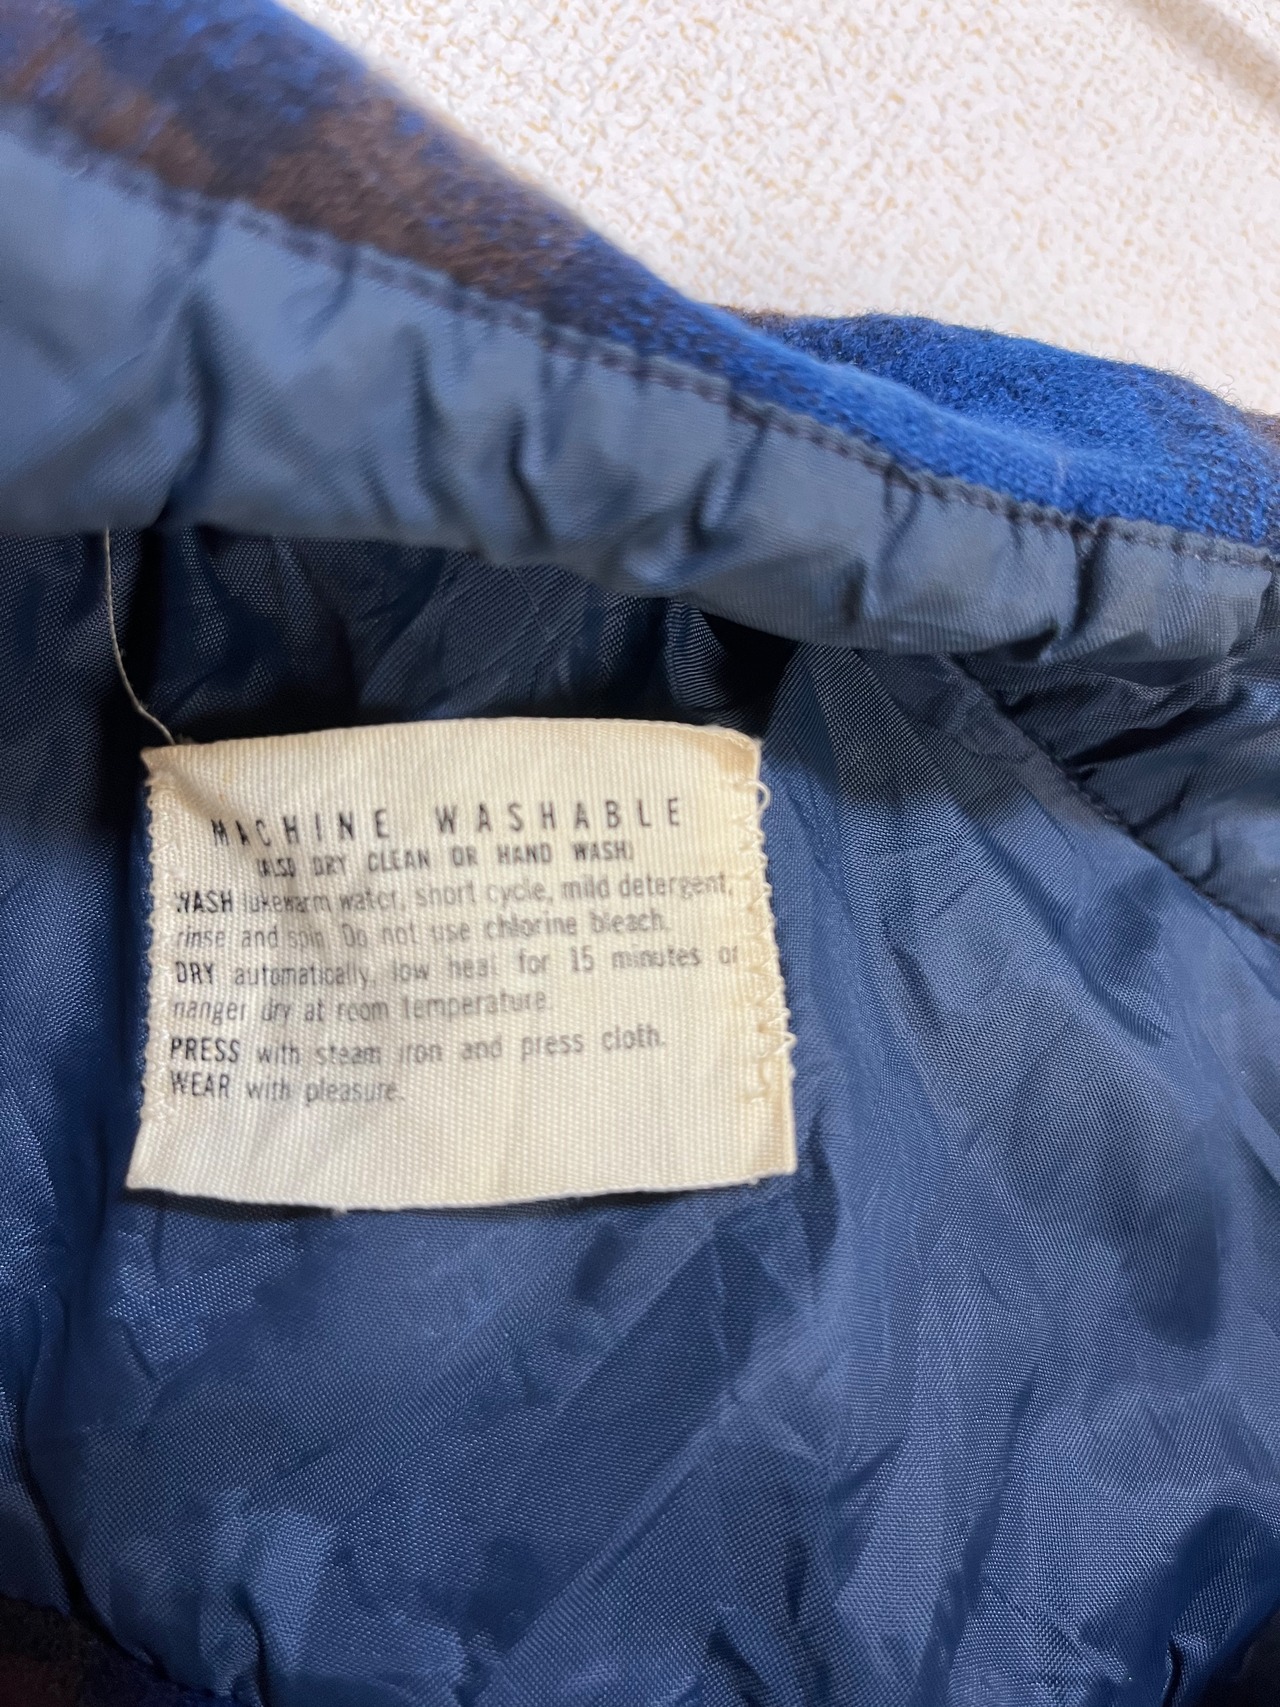 MACHINE WASHABLE
(ALSO DRY CLEAN OR HAND WASH)
WASH lukewarm water, short cycle, mild detergent,
rinse and spin. Do not use chlorine bleach.
DRY automatically, low heat for 15 minutes or
hanger dry at room temperature.
PRESS with steam iron and press cloth.
WEAR with pleasure.